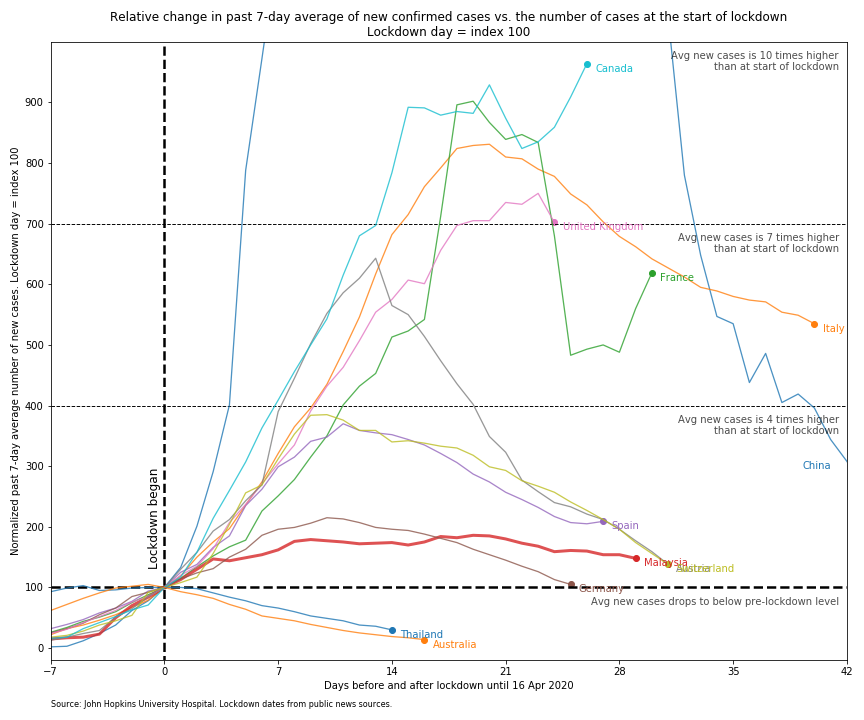 Relative change in past 7-day average of new confirmed cases vs. the number of cases at the start of lockdown
Lockdown day = index 100
Normalized past 7-day average number of new cases. Lockdown day = index 100
900
800
700
600
500
400
300
200
100
0
Avg new cases is 10 times higher
than at start of lockdown
Canada
United Kingdom
Avg new cases is 7 times higher
than at start of lockdown
France
Italy
Avg new cases is 4 times higher
than at start of lockdown
China
Lockdown began
Spain
Malaysia
Germany
Avg new cases drops to below pre-lockdown level
Thailand
Australia
-7
0
7
14
21
28
35
42
Days before and after lockdown until 16 Apr 2020
Source: John Hopkins University Hospital. Lockdown dates from public news sources.